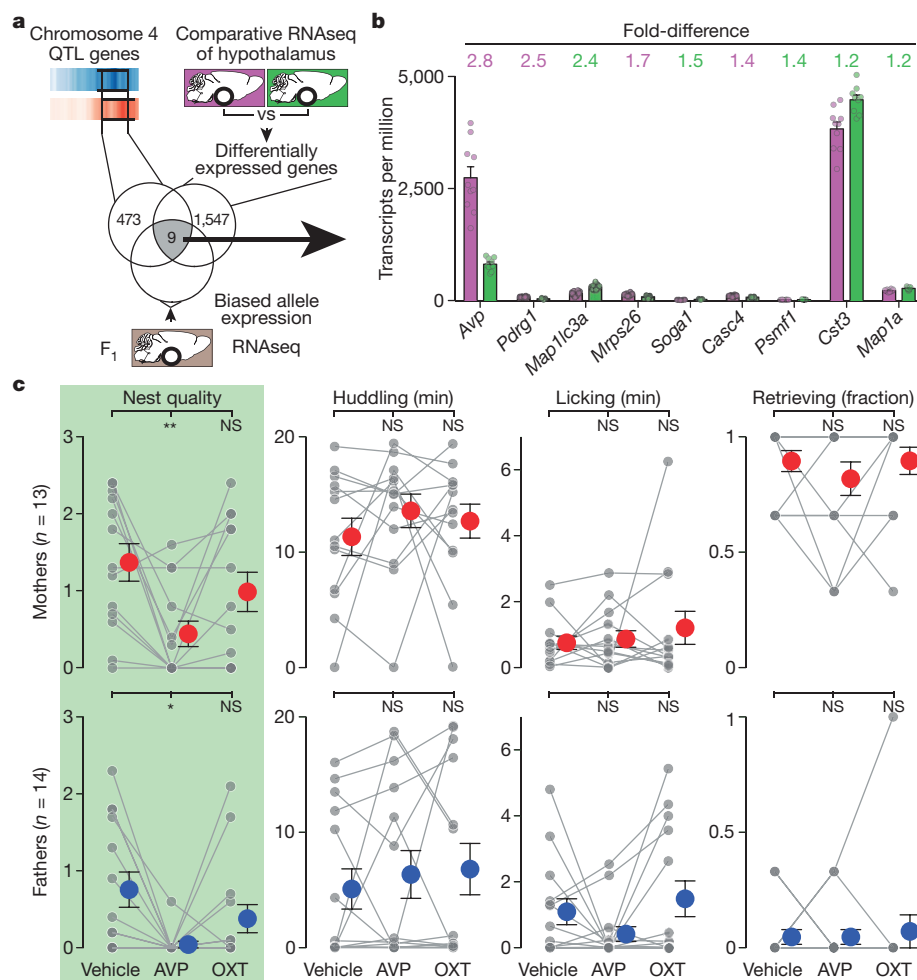 a
Chromosome 4
QTL genes
Comparative RNAseq
of hypothalamus
vs
Differentially
expressed genes
473
1,547
9
Biased allele
expression
F1
RNAseq
b
Fold-difference
2.8 2.5 2.4 1.7 1.5 1.4 1.4 1.2 1.2
Transcripts per million
5,000
2,500
0
Avp Pdrg1 Map1lc3a Mrps26 Soga1 Casc4 Psmf1 Cst3 Map1a
c
Nest quality
Huddling (min)
Licking (min)
Retrieving (fraction)
** NS
NS NS
NS NS
NS NS
Mothers (n = 13)
3
2
1
0
20
10
0
6
4
2
0
1
0.5
0
* NS
NS NS
NS NS
NS NS
Fathers (n = 14)
3
2
1
0
20
10
0
6
4
2
0
1
0.5
0
Vehicle AVP OXT
Vehicle AVP OXT
Vehicle AVP OXT
Vehicle AVP OXT